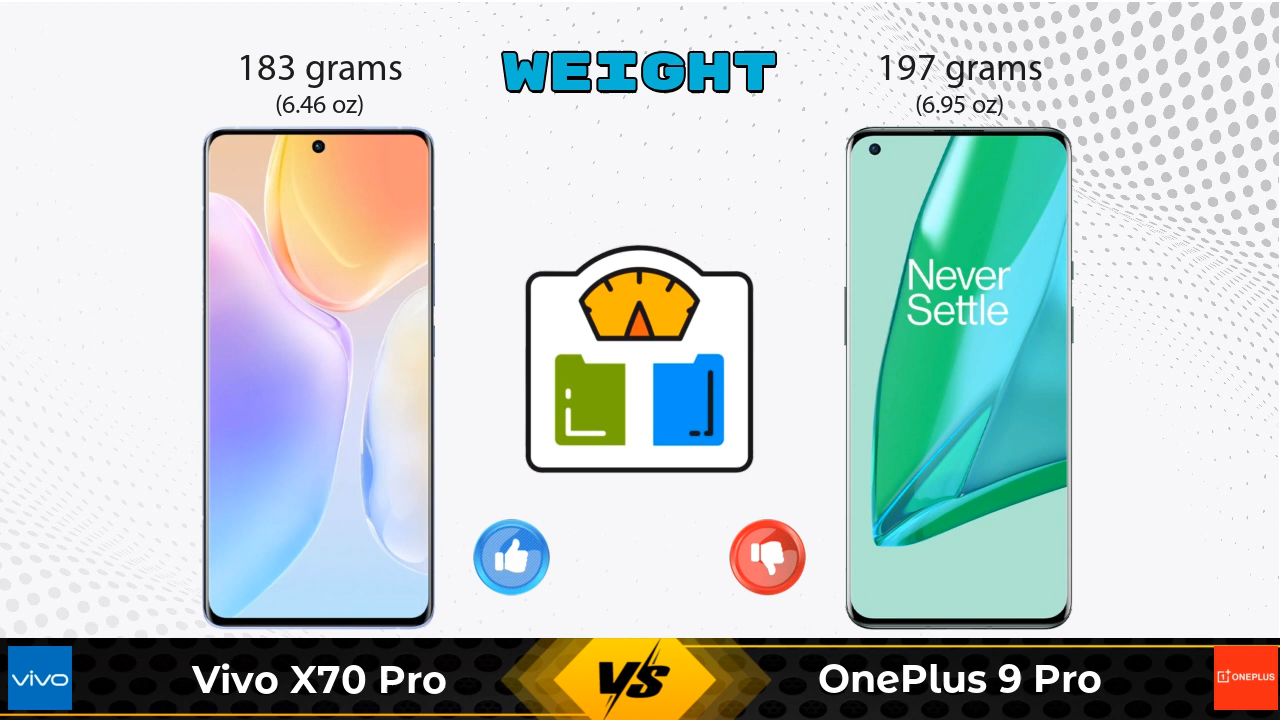 WEIGHT
183 grams
(6.46 oz)
197 grams
(6.95 oz)
Never
Settle
vivo
Vivo X70 Pro
VS
OnePlus 9 Pro
1+ ONEPLUS